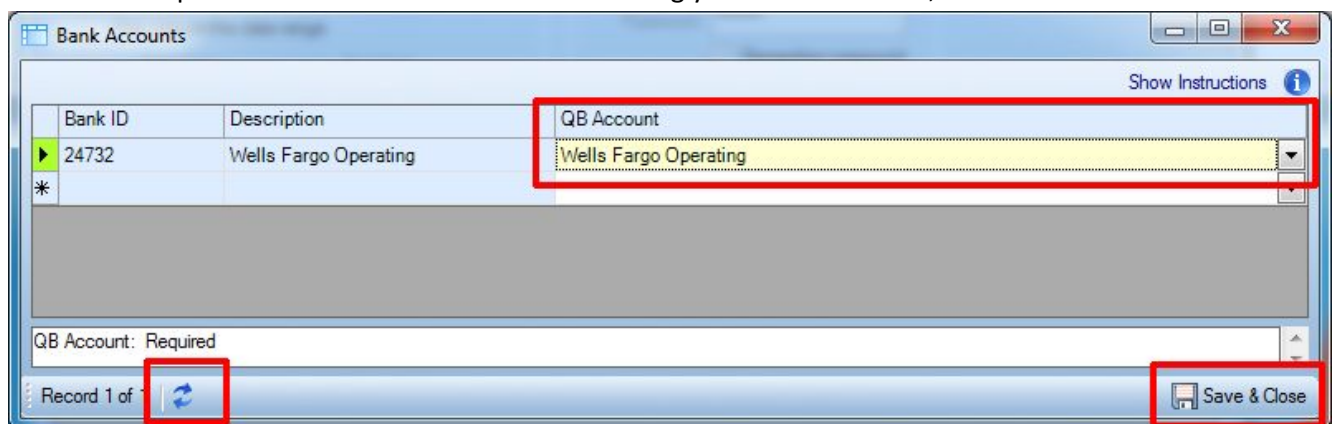 Bank Accounts
Show Instructions
Bank ID Description QB Account
24732 Wells Fargo Operating Wells Fargo Operating
QB Account: Required
Record 1 of
Save & Close